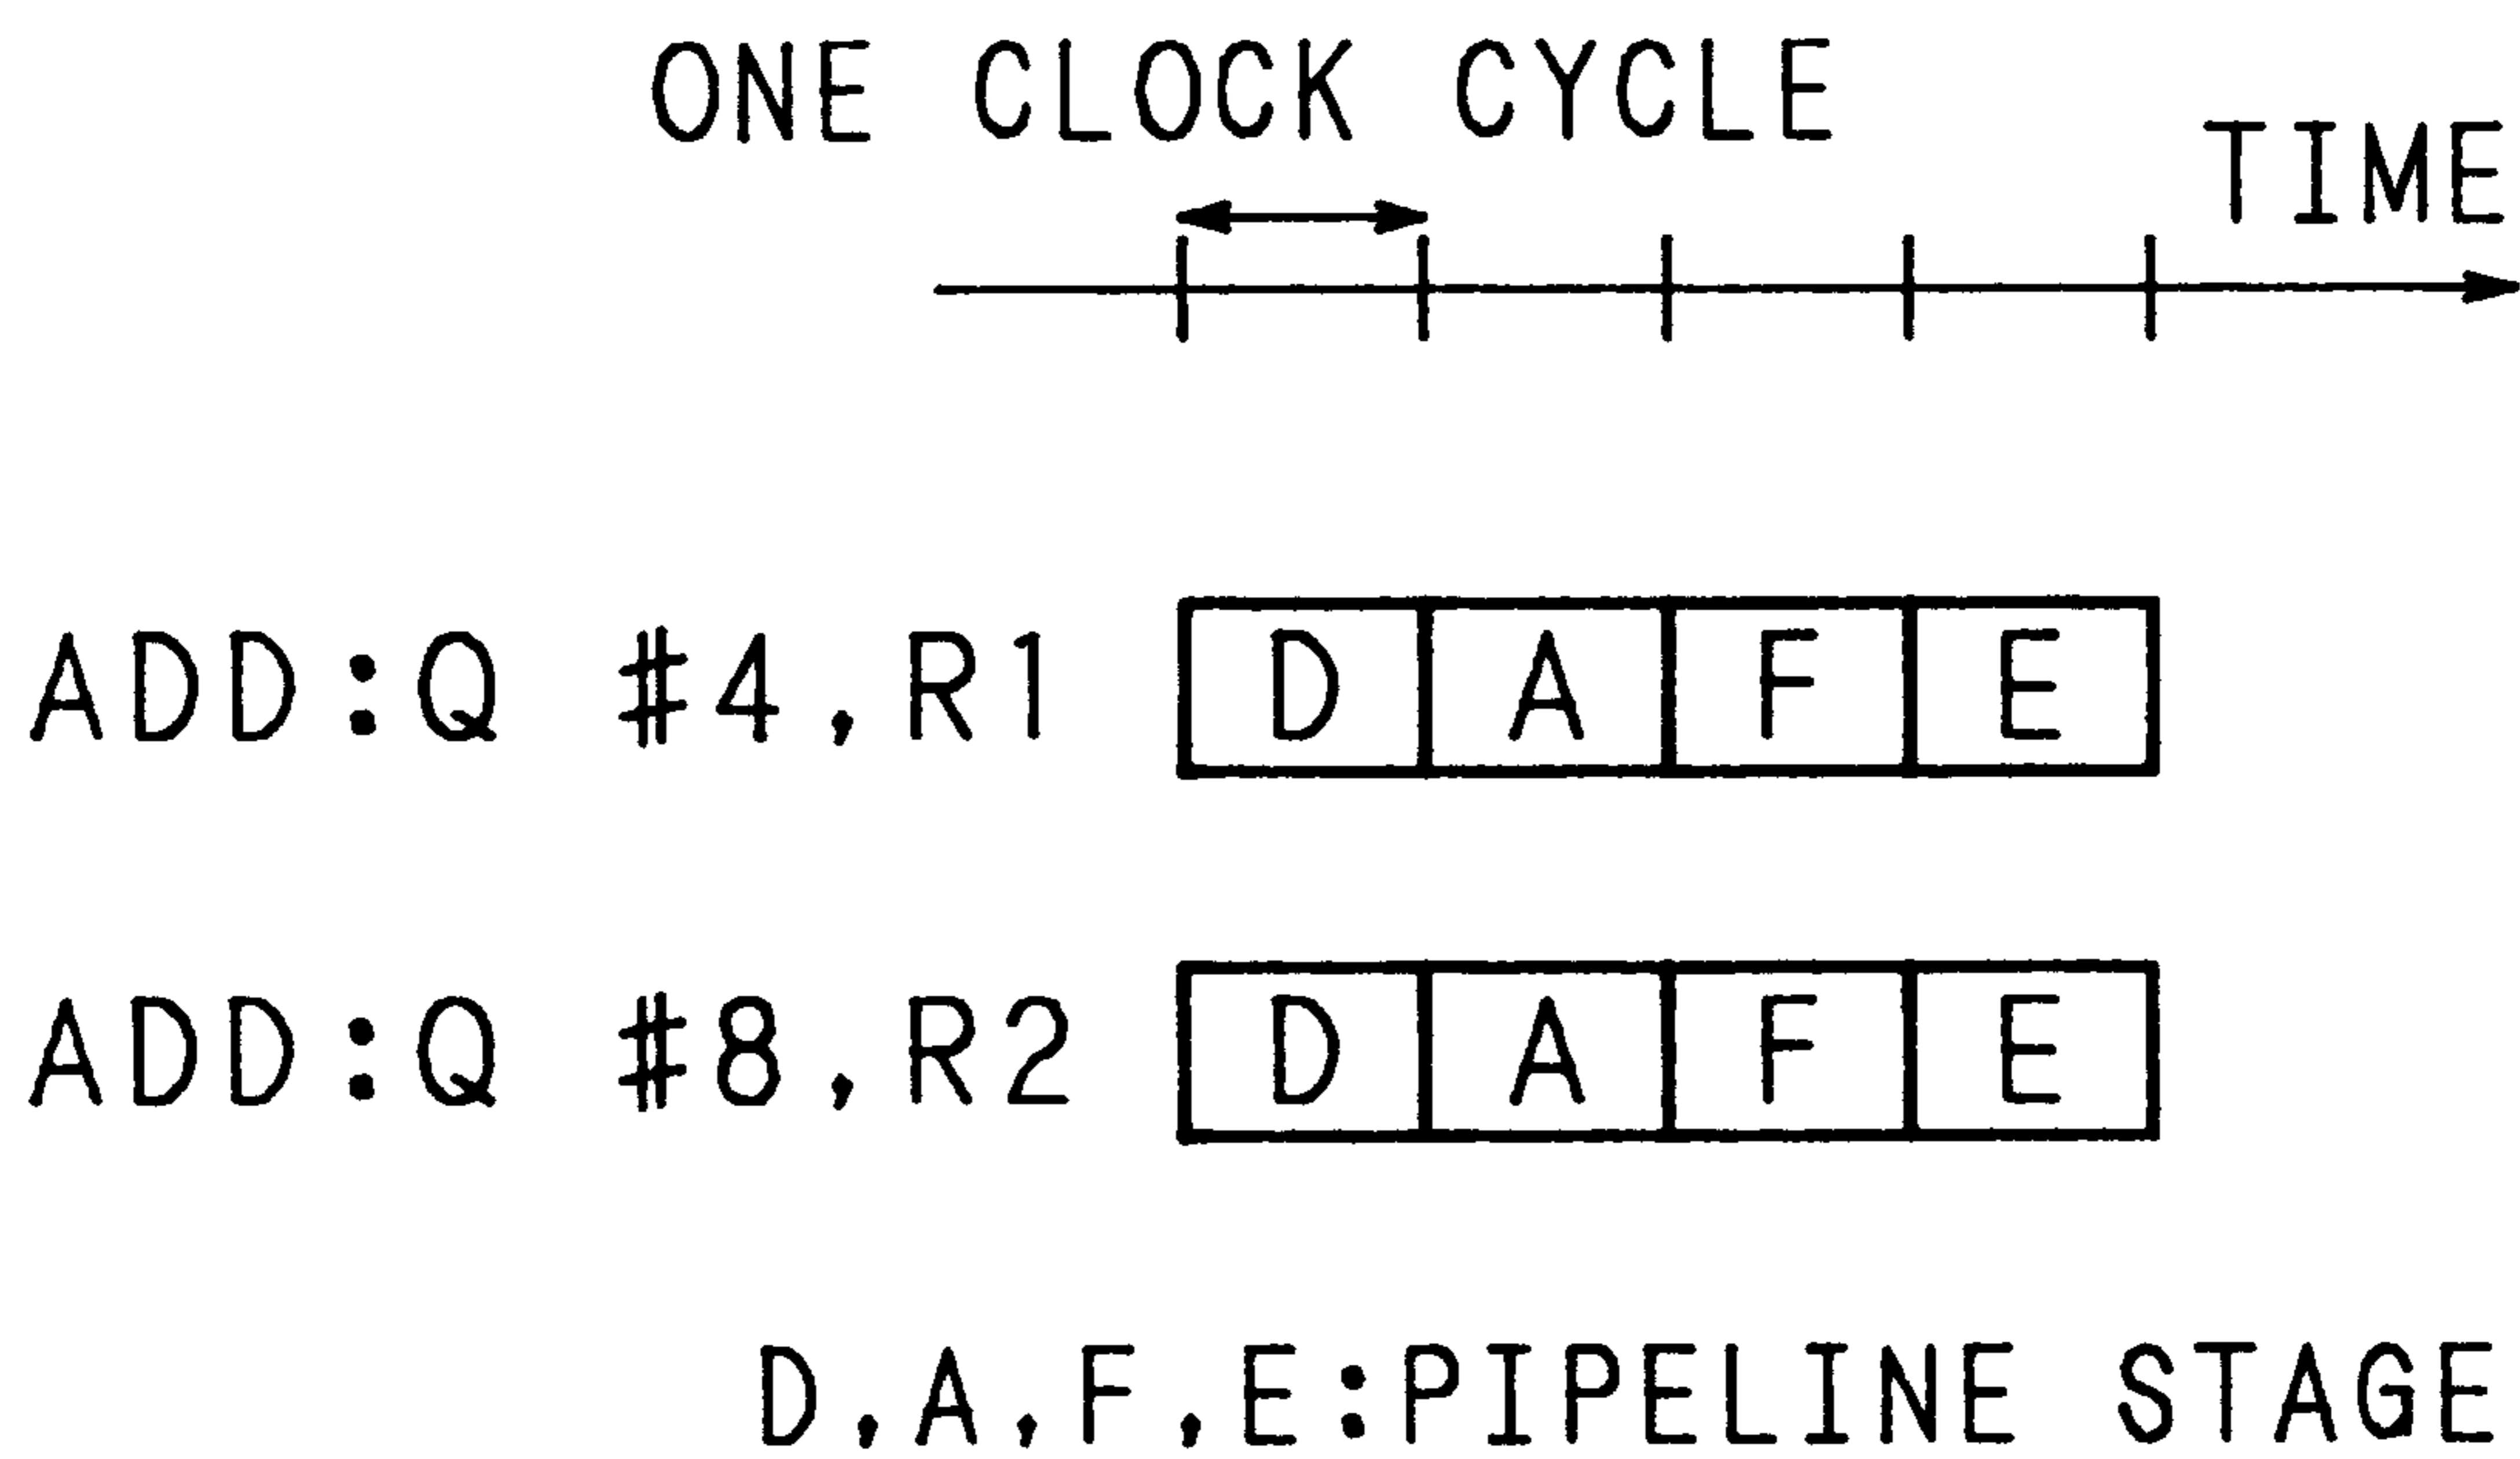 ONE CLOCK CYCLE
TIME
ADD:Q #4,R1 D A F E
ADD:Q #8,R2 D A F E
D,A,F,E:PIPELINE STAGE